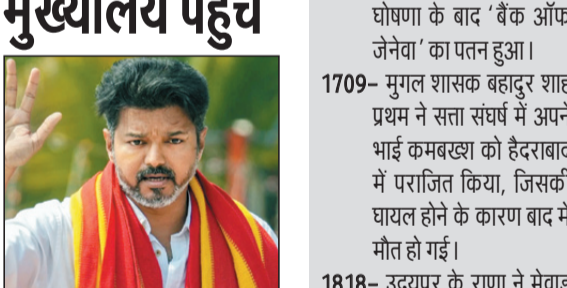 मुख्यालय पहुंचे
घोषणा के बाद ‘बैंक ऑफ
जेनेवा’ का पतन हुआ।
1709– मुगल शासक बहादुर शाह
प्रथम ने सत्ता संघर्ष में अपने
भाई कमबख्श को हैदराबाद
में पराजित किया, जिसकी
घायल होने के कारण बाद में
मौत हो गई।
1818– उदयपुर के राणा ने मेवाड़